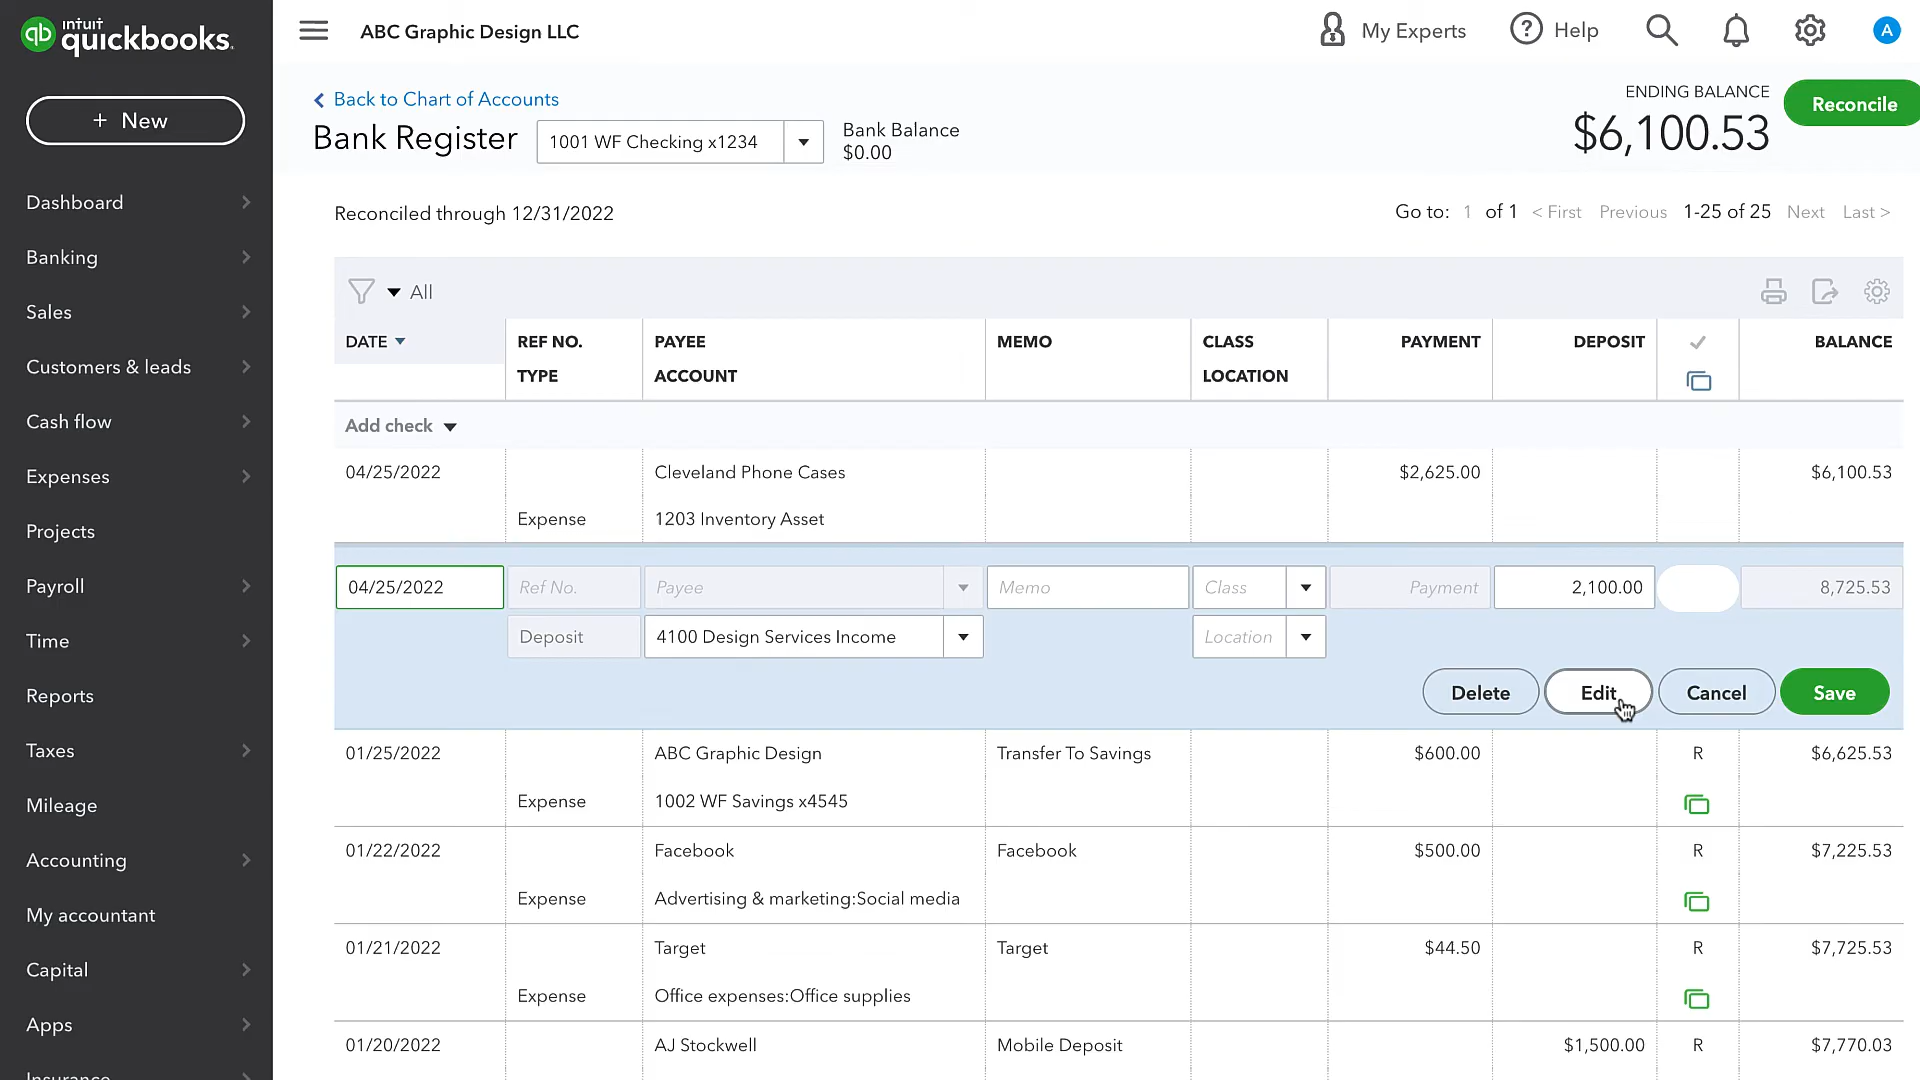 intuit
quickbooks.
ABC Graphic Design LLC
My Experts
Help
A
+ New
Dashboard
Banking
Sales
Customers & leads
Cash flow
Expenses
Projects
Payroll
Time
Reports
Taxes
Mileage
Accounting
My accountant
Capital
Apps
Insurance
Back to Chart of Accounts
Bank Register
1001 WF Checking x1234
Bank Balance
$0.00
ENDING BALANCE
$6,100.53
Reconcile
Reconciled through 12/31/2022
Go to: 1 of 1 < First Previous 1-25 of 25 Next Last >
All
DATE REF NO. PAYEE MEMO CLASS PAYMENT DEPOSIT BALANCE
TYPE ACCOUNT LOCATION
Add check
04/25/2022 Cleveland Phone Cases $2,625.00 $6,100.53
Expense 1203 Inventory Asset
04/25/2022 Ref No. Payee Memo Class Payment 2,100.00 8,725.53
Deposit 4100 Design Services Income Location
Delete Edit Cancel Save
01/25/2022 ABC Graphic Design Transfer To Savings $600.00 R $6,625.53
Expense 1002 WF Savings x4545
01/22/2022 Facebook Facebook $500.00 R $7,225.53
Expense Advertising & marketing:Social media
01/21/2022 Target Target $44.50 R $7,725.53
Expense Office expenses:Office supplies
01/20/2022 AJ Stockwell Mobile Deposit $1,500.00 R $7,770.03